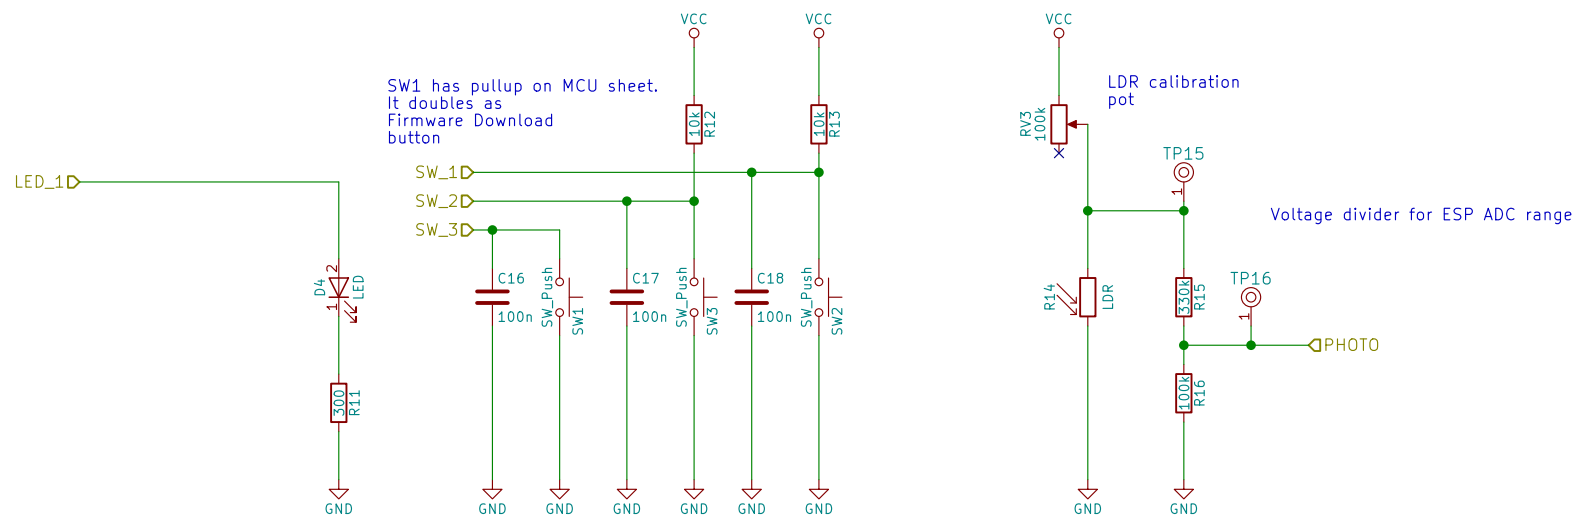 VCC
VCC
VCC
SW1 has pullup on MCU sheet.
It doubles as
Firmware Download
button
LDR calibration
pot
10k
R12
10k
R13
RV3
100k
TP15
1
LED_1
SW_1
SW_2
SW_3
Voltage divider for ESP ADC range
D4
2
1
LED
C16
100n
SW_Push
SW1
C17
100n
SW_Push
SW3
C18
100n
SW_Push
SW2
R14
LDR
330k
R15
TP16
1
PHOTO
300
R11
100k
R16
GND
GND
GND
GND
GND
GND
GND
GND
GND